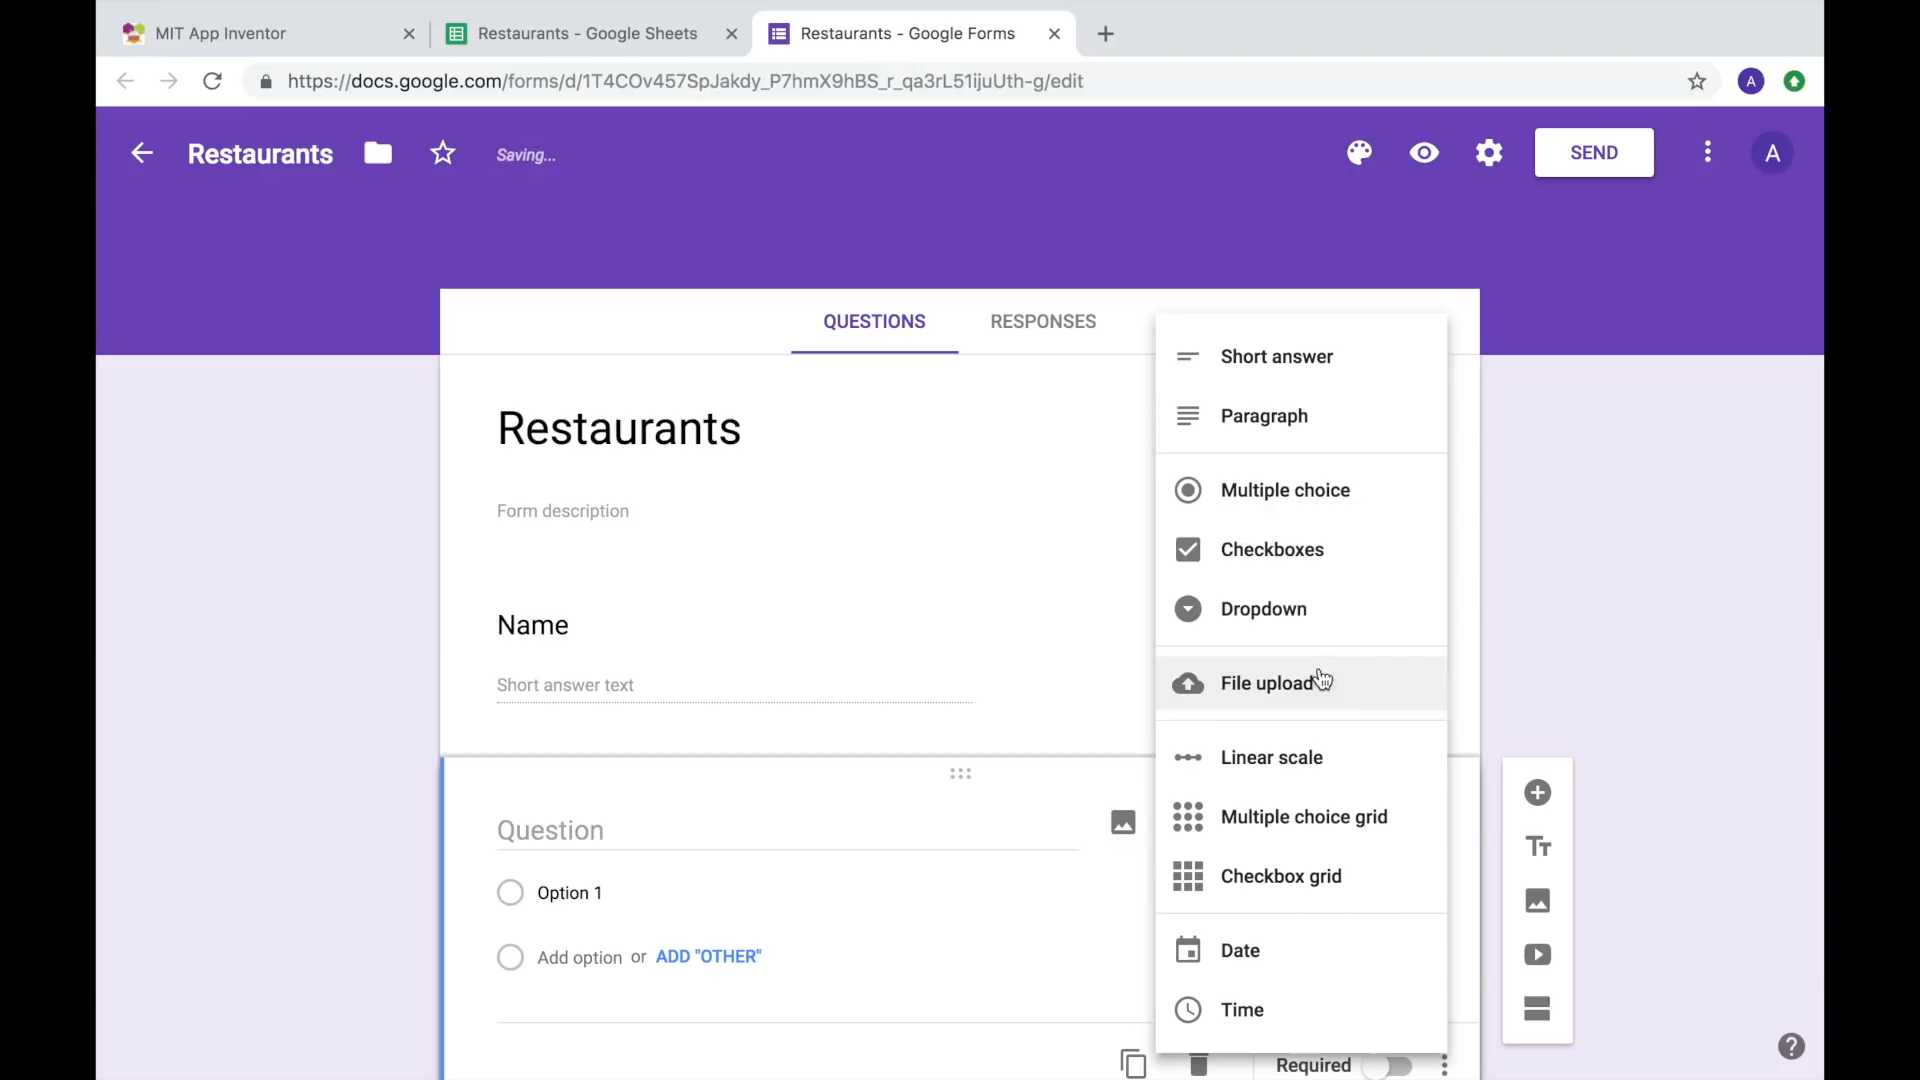 MIT App Inventor
Restaurants - Google Sheets
Restaurants - Google Forms
https://docs.google.com/forms/d/1T4COv457SpJakdy_P7hmX9hBS_r_qa3rL51ijuUth-g/edit
A
Restaurants
Saving...
SEND
A
QUESTIONS
RESPONSES
Restaurants
Form description
Name
Short answer text
Question
Option 1
Add option or ADD "OTHER"
Short answer
Paragraph
Multiple choice
Checkboxes
Dropdown
File upload
Linear scale
Multiple choice grid
Checkbox grid
Date
Time
Required
Tт